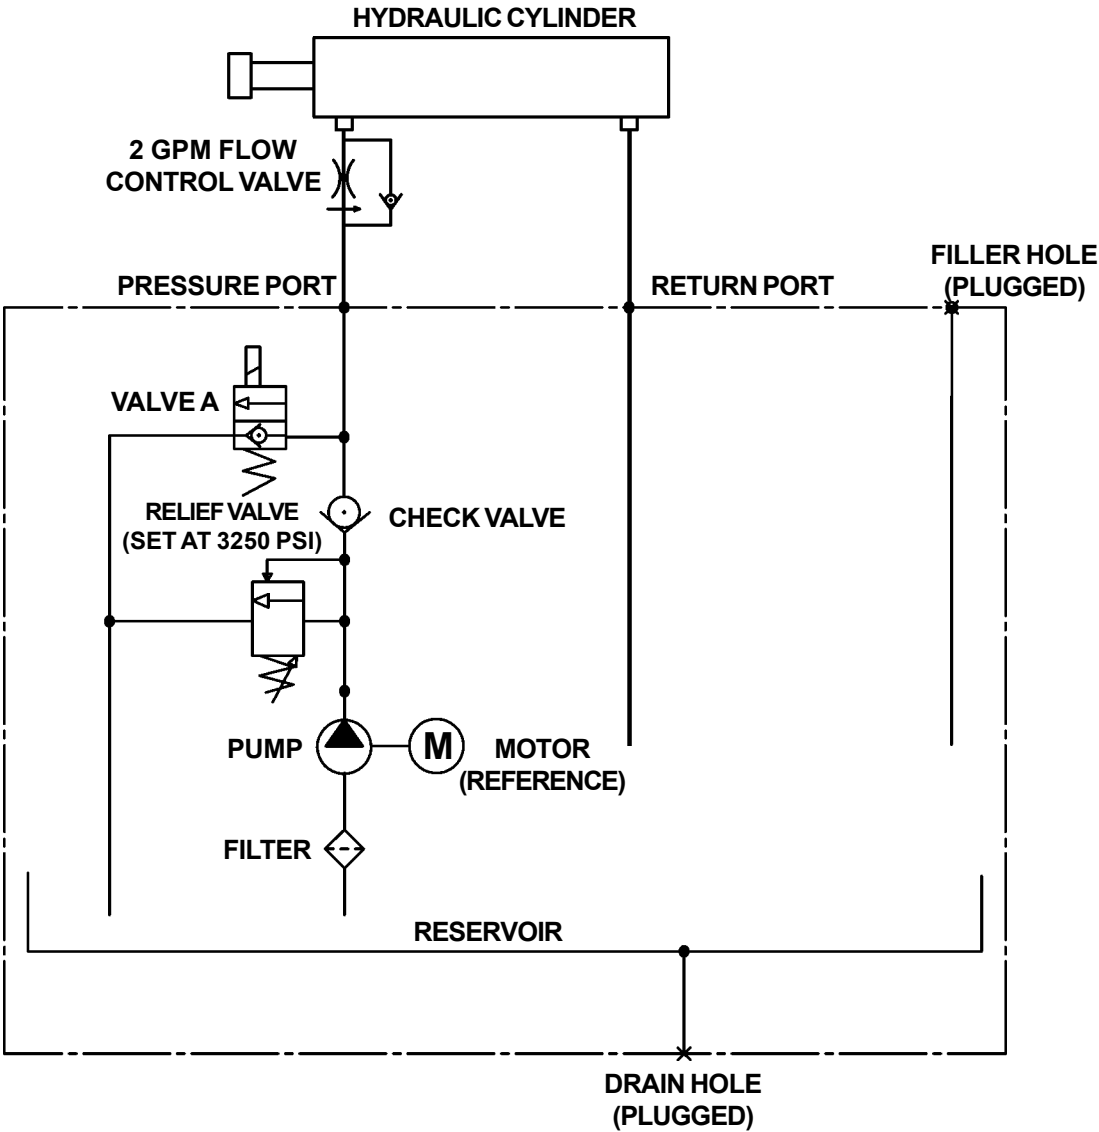 HYDRAULIC CYLINDER
2 GPM FLOW
CONTROL VALVE
PRESSURE PORT
RETURN PORT
FILLER HOLE
(PLUGGED)
VALVE A
RELIEF VALVE
(SET AT 3250 PSI)
CHECK VALVE
PUMP
M
MOTOR
(REFERENCE)
FILTER
RESERVOIR
DRAIN HOLE
(PLUGGED)